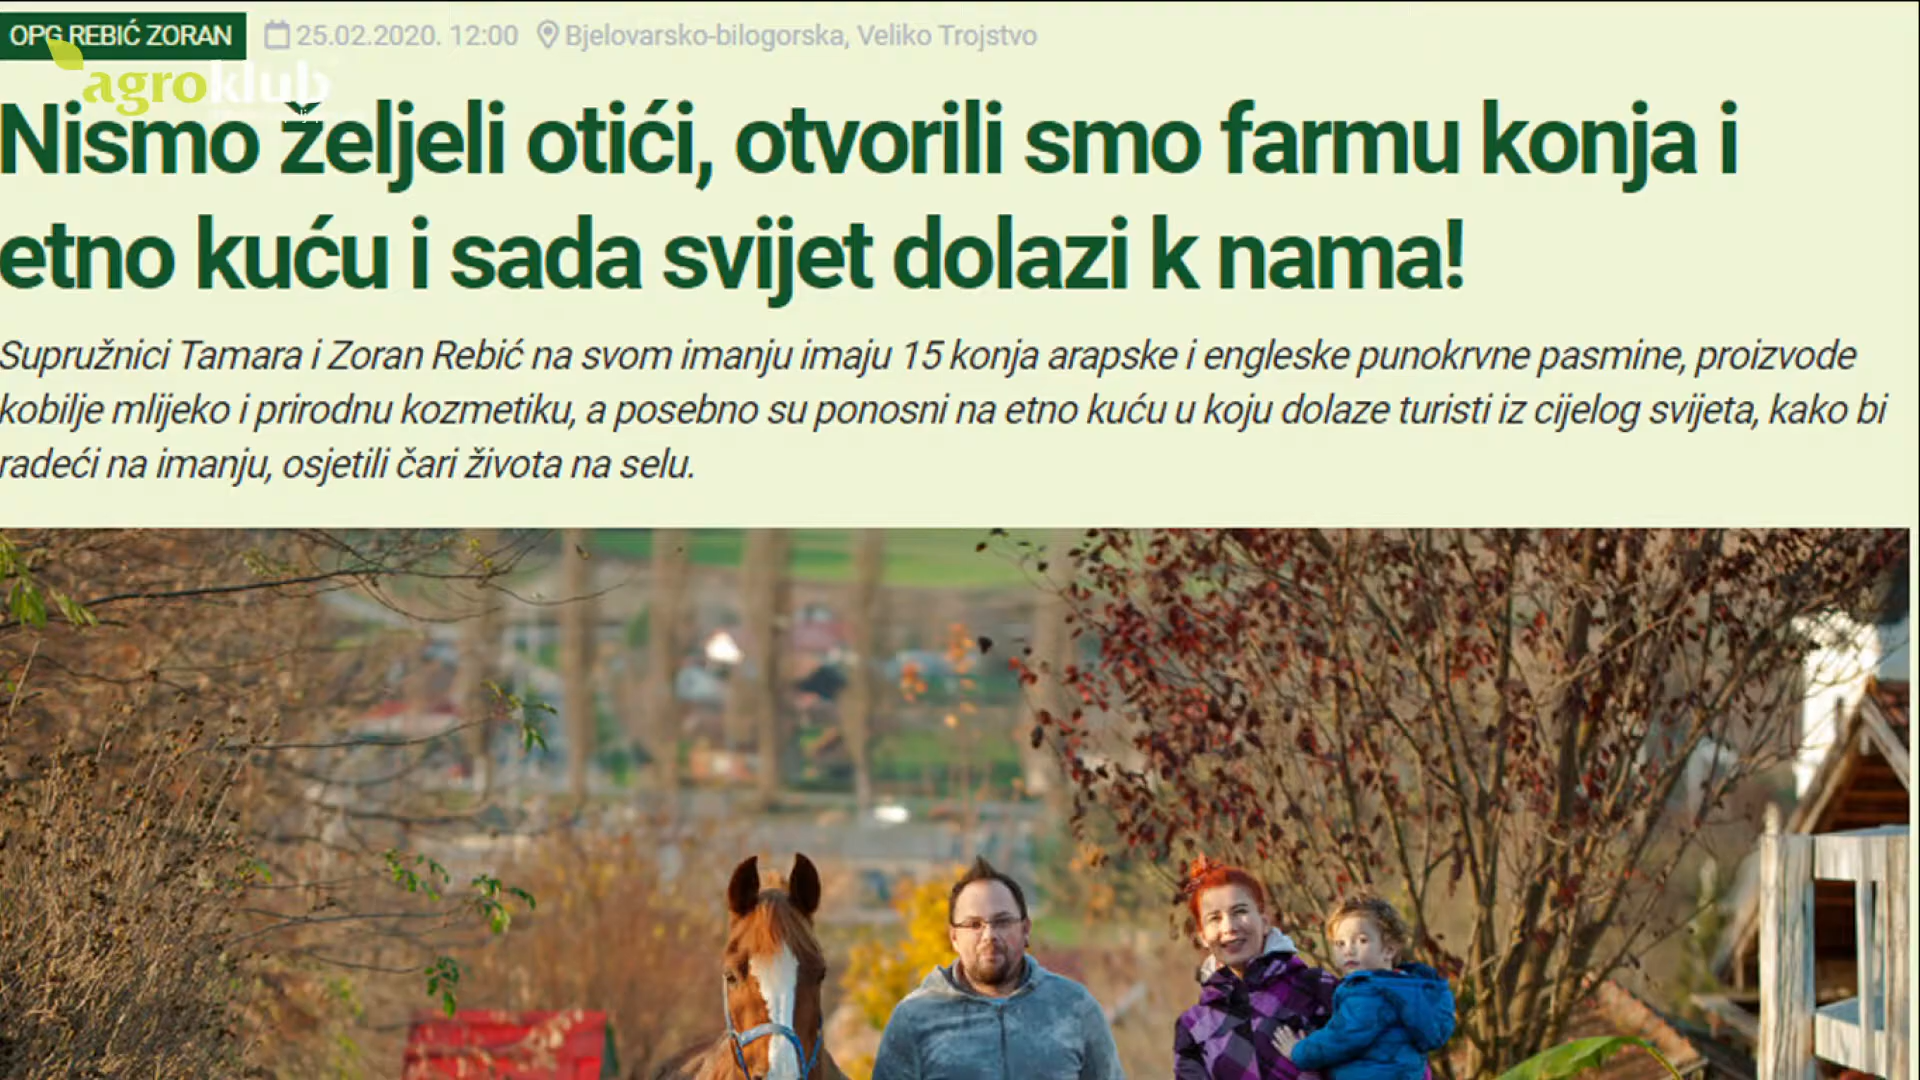 OPG REBIĆ ZORAN 25.02.2020. 12:00 Bjelovarsko-bilogorska, Veliko Trojstvo
agroklub
Nismo željeli otići, otvorili smo farmu konja i
etno kuću i sada svijet dolazi k nama!
Supružnici Tamara i Zoran Rebić na svom imanju imaju 15 konja arapske i engleske punokrvne pasmine, proizvode
kobilje mlijeko i prirodnu kozmetiku, a posebno su ponosni na etno kuću u koju dolaze turisti iz cijelog svijeta, kako bi
radeći na imanju, osjetili čari života na selu.